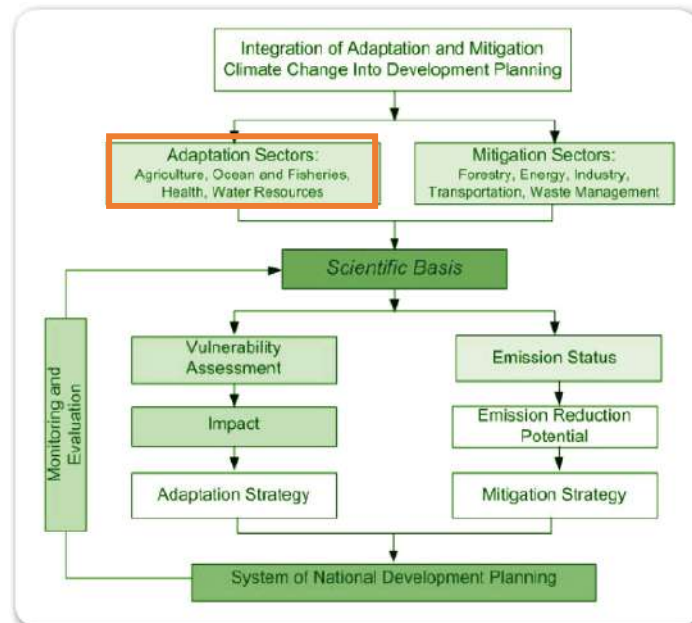 Integration of Adaptation and Mitigation
Climate Change Into Development Planning
Adaptation Sectors:
Agriculture, Ocean and Fisheries,
Health, Water Resources
Mitigation Sectors:
Forestry, Energy, Industry,
Transportation, Waste Management
Scientific Basis
Vulnerability
Assessment
Emission Status
Impact
Emission Reduction
Potential
Adaptation Strategy
Mitigation Strategy
Monitoring and
Evaluation
System of National Development Planning